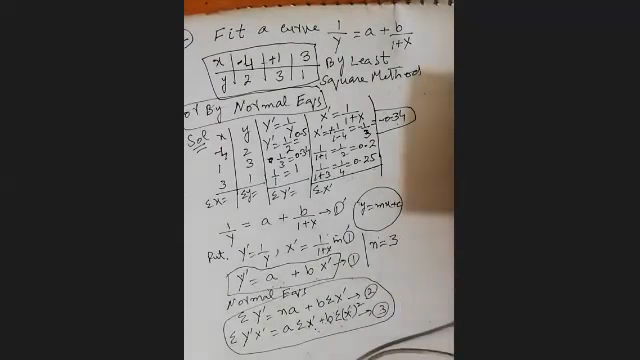 Fit a curve 1/Y = a + b/1+X
x | -4 | +1 | 3
y | 2 | 3 | 1
By Least
Square Methods
or By Normal Eqs
Sol x | y | Y' = 1/Y | X' = 1/1+X
-4 | 2 | Y' = 1/2 = 0.5 | X' = +1/1-4 = -1/3 = -0.34
1 | 3 | 1/3 = 0.34 | 1/1+1 = 1/2 = 0.2
3 | 1 | 1/1 = 1 | 1/1+3 = 1/4 = 0.25
Σx= | Σy= | ΣY' | ΣX'
1/Y = a + b/1+X → ①'
y = mx+c
Put. Y' = 1/Y, X' = 1/1+X in ①'
n = 3
Y' = a + b X' → ①
Normal Eqs
ΣY' = na + bΣX' → ②
ΣY'X' = aΣX' + bΣ(X')² → ③